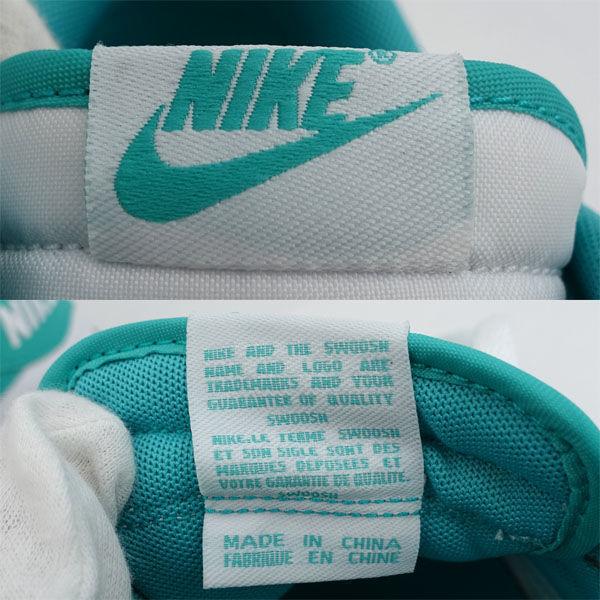 NIKE®
NIKE AND THE SWOOSH
NAME AND LOGO ARE
TRADEMARKS AND YOUR
GUARANTEE OF QUALITY
SWOOSH
NIKE:LE TERME SWOOSH
ET SON SIGLE SONT DES
MARQUES DEPOSEES ET
VOTRE GARANTIE DE QUALITE
SWOOSH
MADE IN CHINA
FABRIQUE EN CHINE